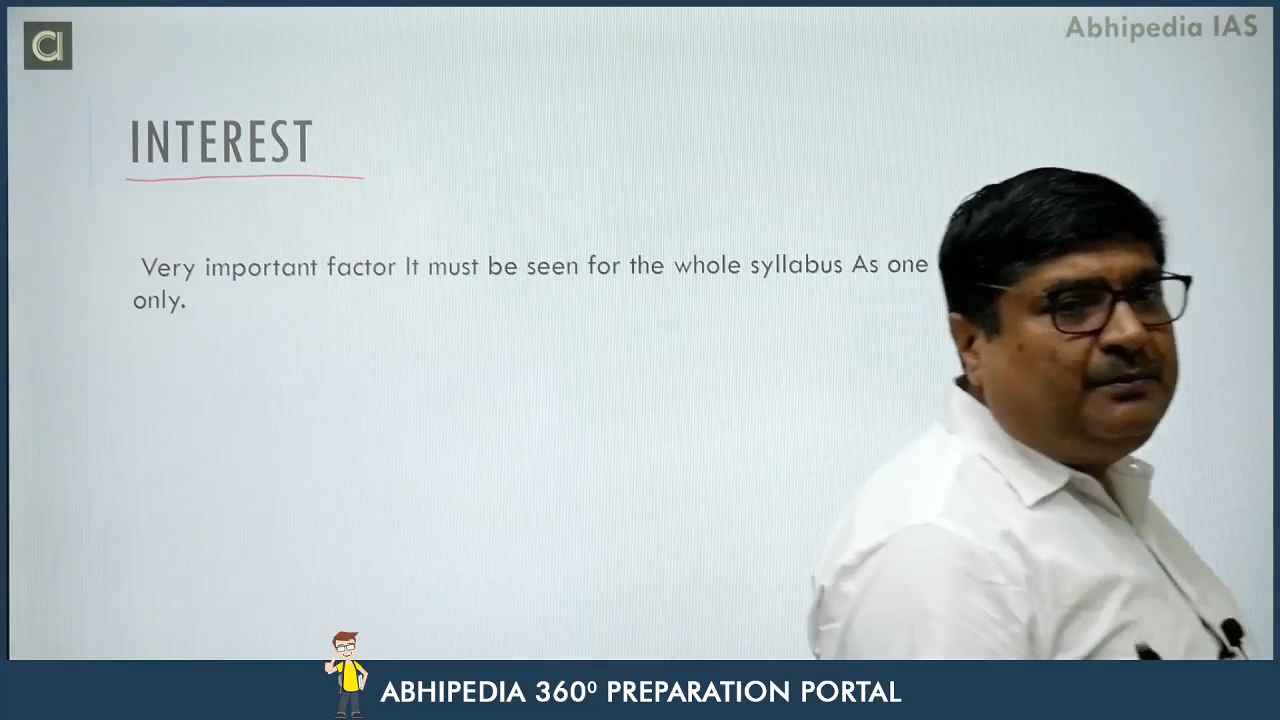 Abhipedia IAS
INTEREST
Very important factor It must be seen for the whole syllabus As one
only.
ABHIPEDIA 360⁰ PREPARATION PORTAL